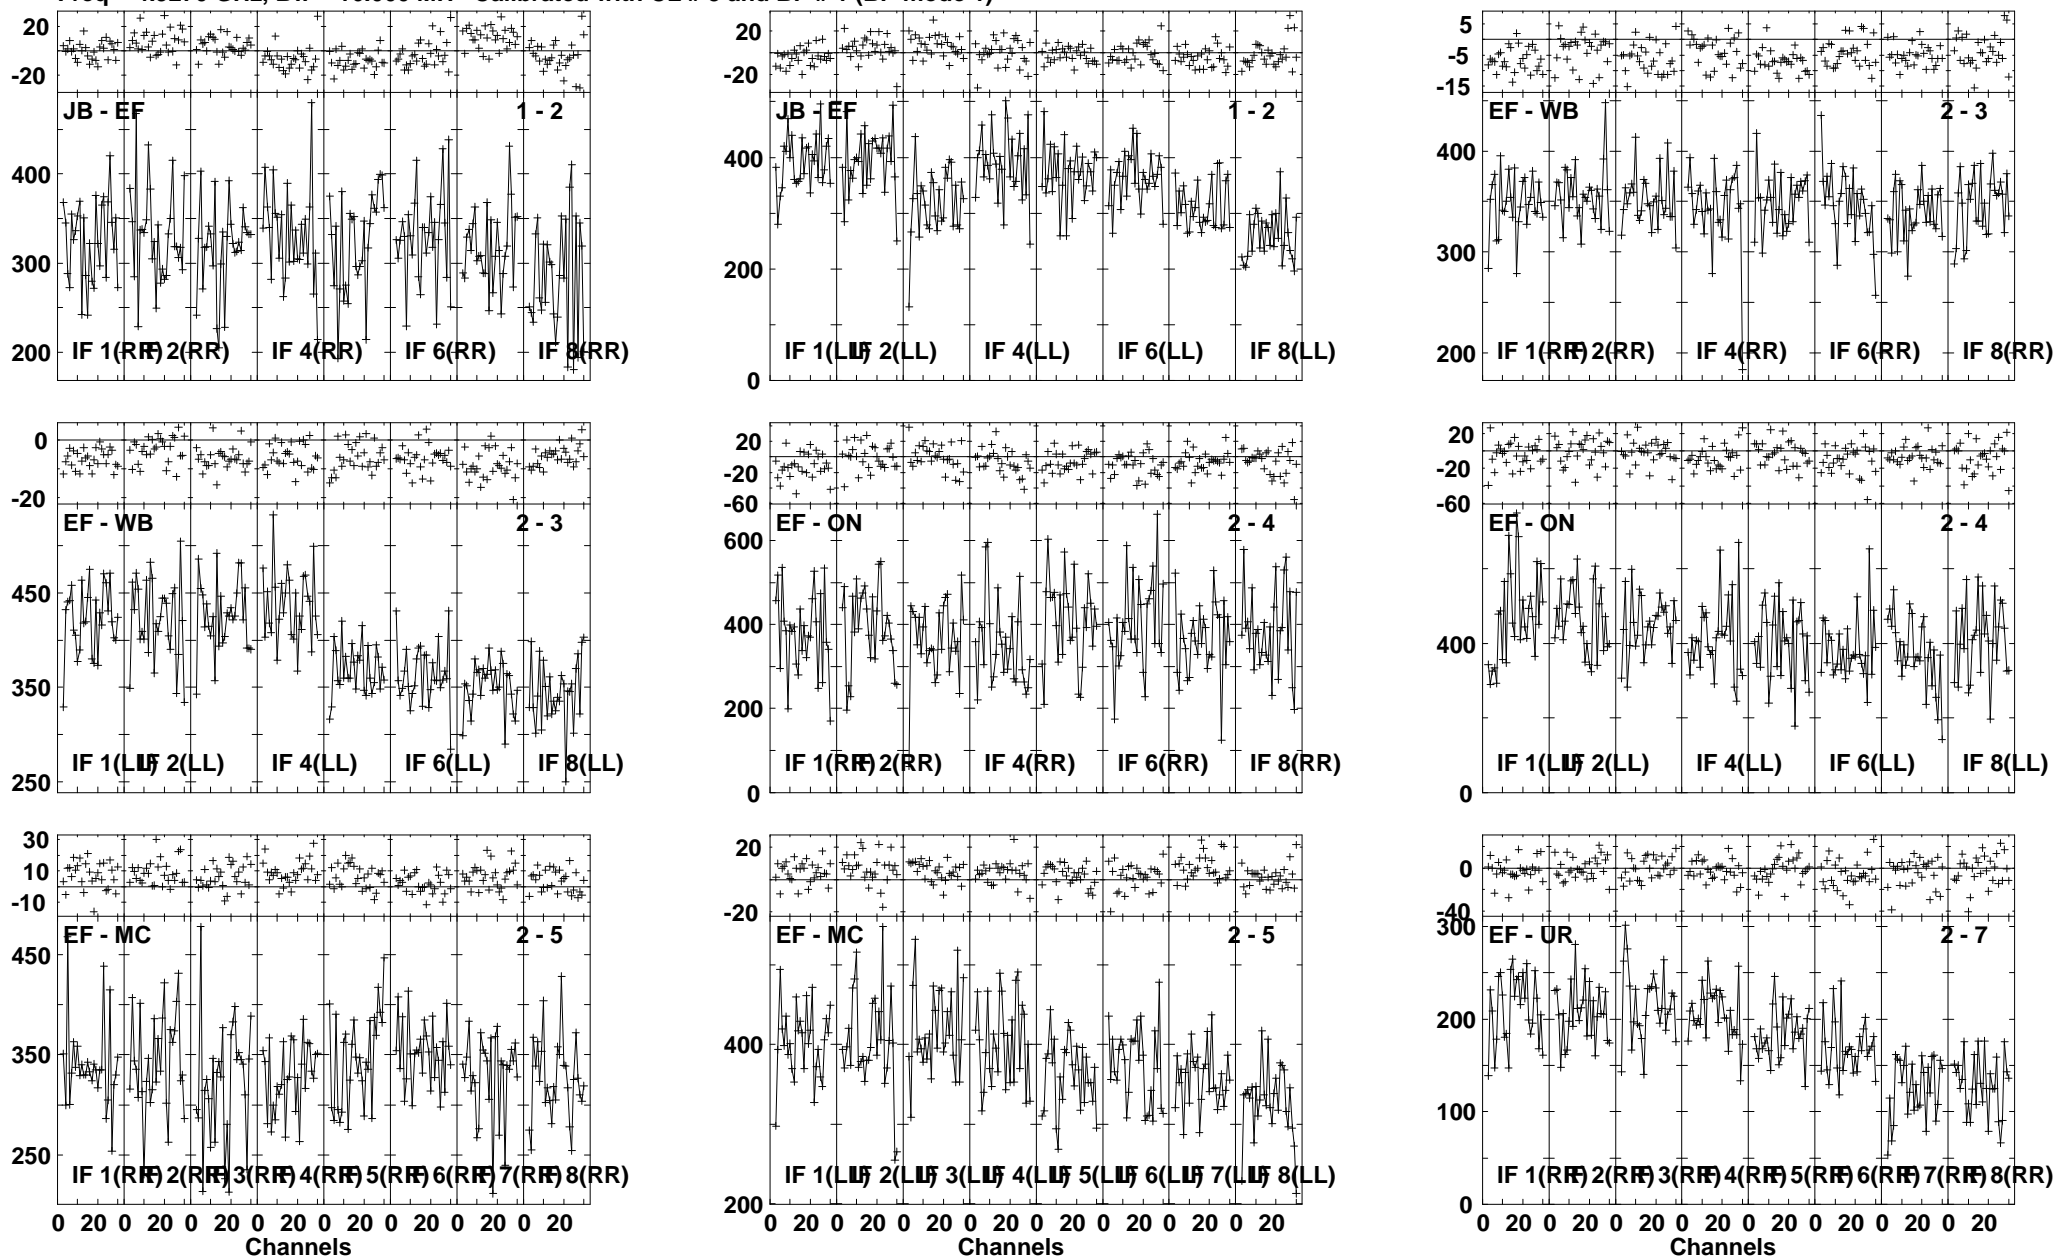 20
-20
JB - EF 1 - 2
400
300
200
IF 1(RR) IF 2(RR) IF 4(RR) IF 6(RR) IF 8(RR)
20
-20
JB - EF 1 - 2
400
200
0
IF 1(LL) IF 2(LL) IF 4(LL) IF 6(LL) IF 8(LL)
5
-5
-15
EF - WB 2 - 3
400
300
200
IF 1(RR) IF 2(RR) IF 4(RR) IF 6(RR) IF 8(RR)
0
-20
EF - WB 2 - 3
450
350
250
IF 1(LL) IF 2(LL) IF 4(LL) IF 6(LL) IF 8(LL)
20
-20
-60
EF - ON 2 - 4
600
400
200
0
IF 1(RR) IF 2(RR) IF 4(RR) IF 6(RR) IF 8(RR)
20
-20
-60
EF - ON 2 - 4
400
0
IF 1(LL) IF 2(LL) IF 4(LL) IF 6(LL) IF 8(LL)
30
10
-10
EF - MC 2 - 5
450
350
250
IF 1(RR) IF 2(RR) IF 3(RR) IF 4(RR) IF 5(RR) IF 6(RR) IF 7(RR) IF 8(RR)
0 20 0 20 0 20 0 20 0 20 0 20 0 20 0 20
Channels
20
-20
EF - MC 2 - 5
400
200
IF 1(LL) IF 2(LL) IF 3(LL) IF 4(LL) IF 5(LL) IF 6(LL) IF 7(LL) IF 8(LL)
0 20 0 20 0 20 0 20 0 20 0 20 0 20 0 20
Channels
0
-40
EF - UR 2 - 7
300
200
100
0
IF 1(RR) IF 2(RR) IF 3(RR) IF 4(RR) IF 5(RR) IF 6(RR) IF 7(RR) IF 8(RR)
0 20 0 20 0 20 0 20 0 20 0 20 0 20 0 20
Channels